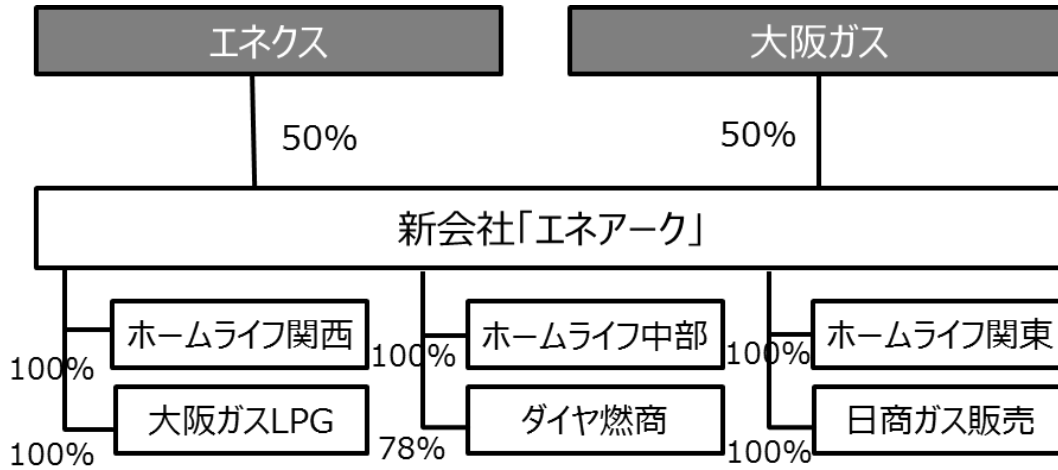 エネクス
大阪ガス
50%
50%
新会社「エネアーク」
ホームライフ関西
ホームライフ中部
ホームライフ関東
100%
100%
100%
大阪ガスLPG
ダイヤ燃商
日商ガス販売
100%
78%
100%